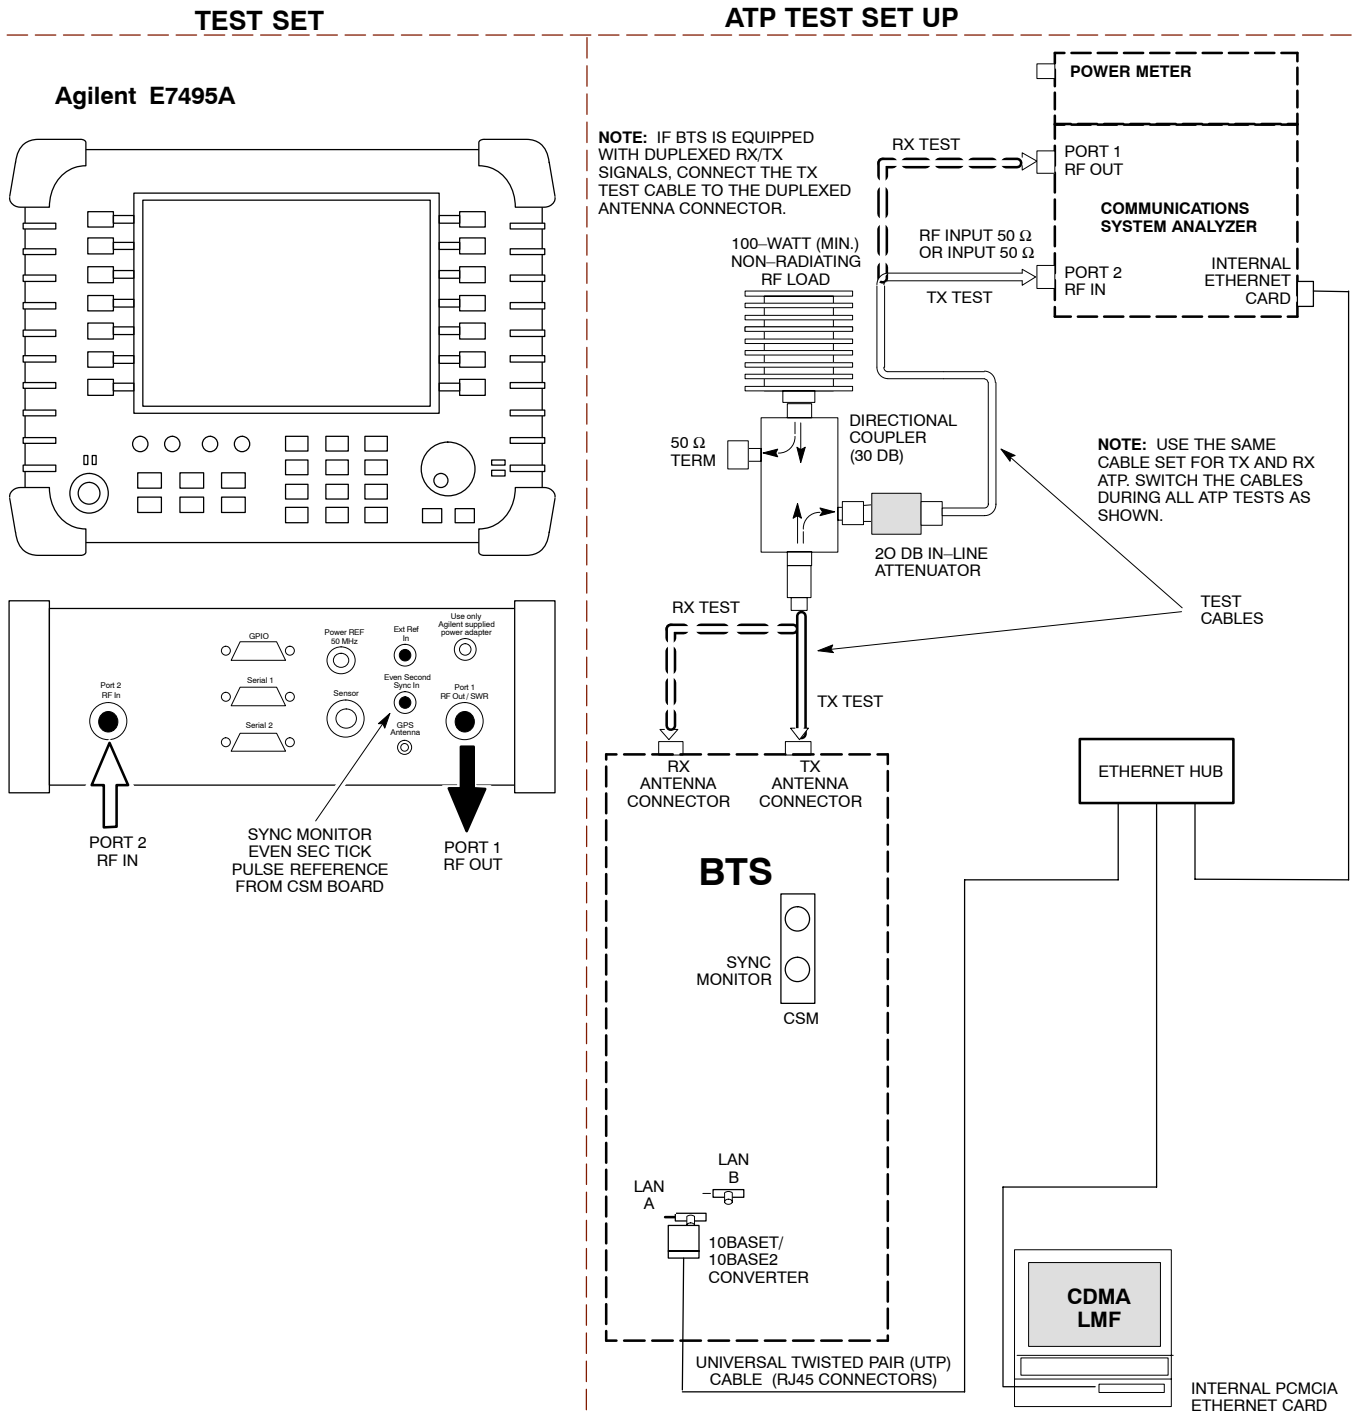 TEST SET
ATP TEST SET UP
Agilent E7495A
GPIO
Serial 1
Serial 2
Power REF
50 MHz
Sensor
Ext Ref
In
Even Second
Sync In
GPS
Antenna
Use only
Agilent supplied
power adapter
Port 1
RF Out / SWR
Port 2
RF In
PORT 2
RF IN
SYNC MONITOR
EVEN SEC TICK
PULSE REFERENCE
FROM CSM BOARD
PORT 1
RF OUT
NOTE: IF BTS IS EQUIPPED
WITH DUPLEXED RX/TX
SIGNALS, CONNECT THE TX
TEST CABLE TO THE DUPLEXED
ANTENNA CONNECTOR.
POWER METER
RX TEST
PORT 1
RF OUT
COMMUNICATIONS
SYSTEM ANALYZER
RF INPUT 50 Ω
OR INPUT 50 Ω
TX TEST
PORT 2
RF IN
INTERNAL
ETHERNET
CARD
100–WATT (MIN.)
NON–RADIATING
RF LOAD
50 Ω
TERM
DIRECTIONAL
COUPLER
(30 DB)
2O DB IN–LINE
ATTENUATOR
NOTE: USE THE SAME
CABLE SET FOR TX AND RX
ATP. SWITCH THE CABLES
DURING ALL ATP TESTS AS
SHOWN.
TEST
CABLES
RX TEST
TX TEST
RX
ANTENNA
CONNECTOR
TX
ANTENNA
CONNECTOR
BTS
SYNC
MONITOR
CSM
ETHERNET HUB
LAN
B
LAN
A
10BASET/
10BASE2
CONVERTER
UNIVERSAL TWISTED PAIR (UTP)
CABLE (RJ45 CONNECTORS)
CDMA
LMF
INTERNAL PCMCIA
ETHERNET CARD